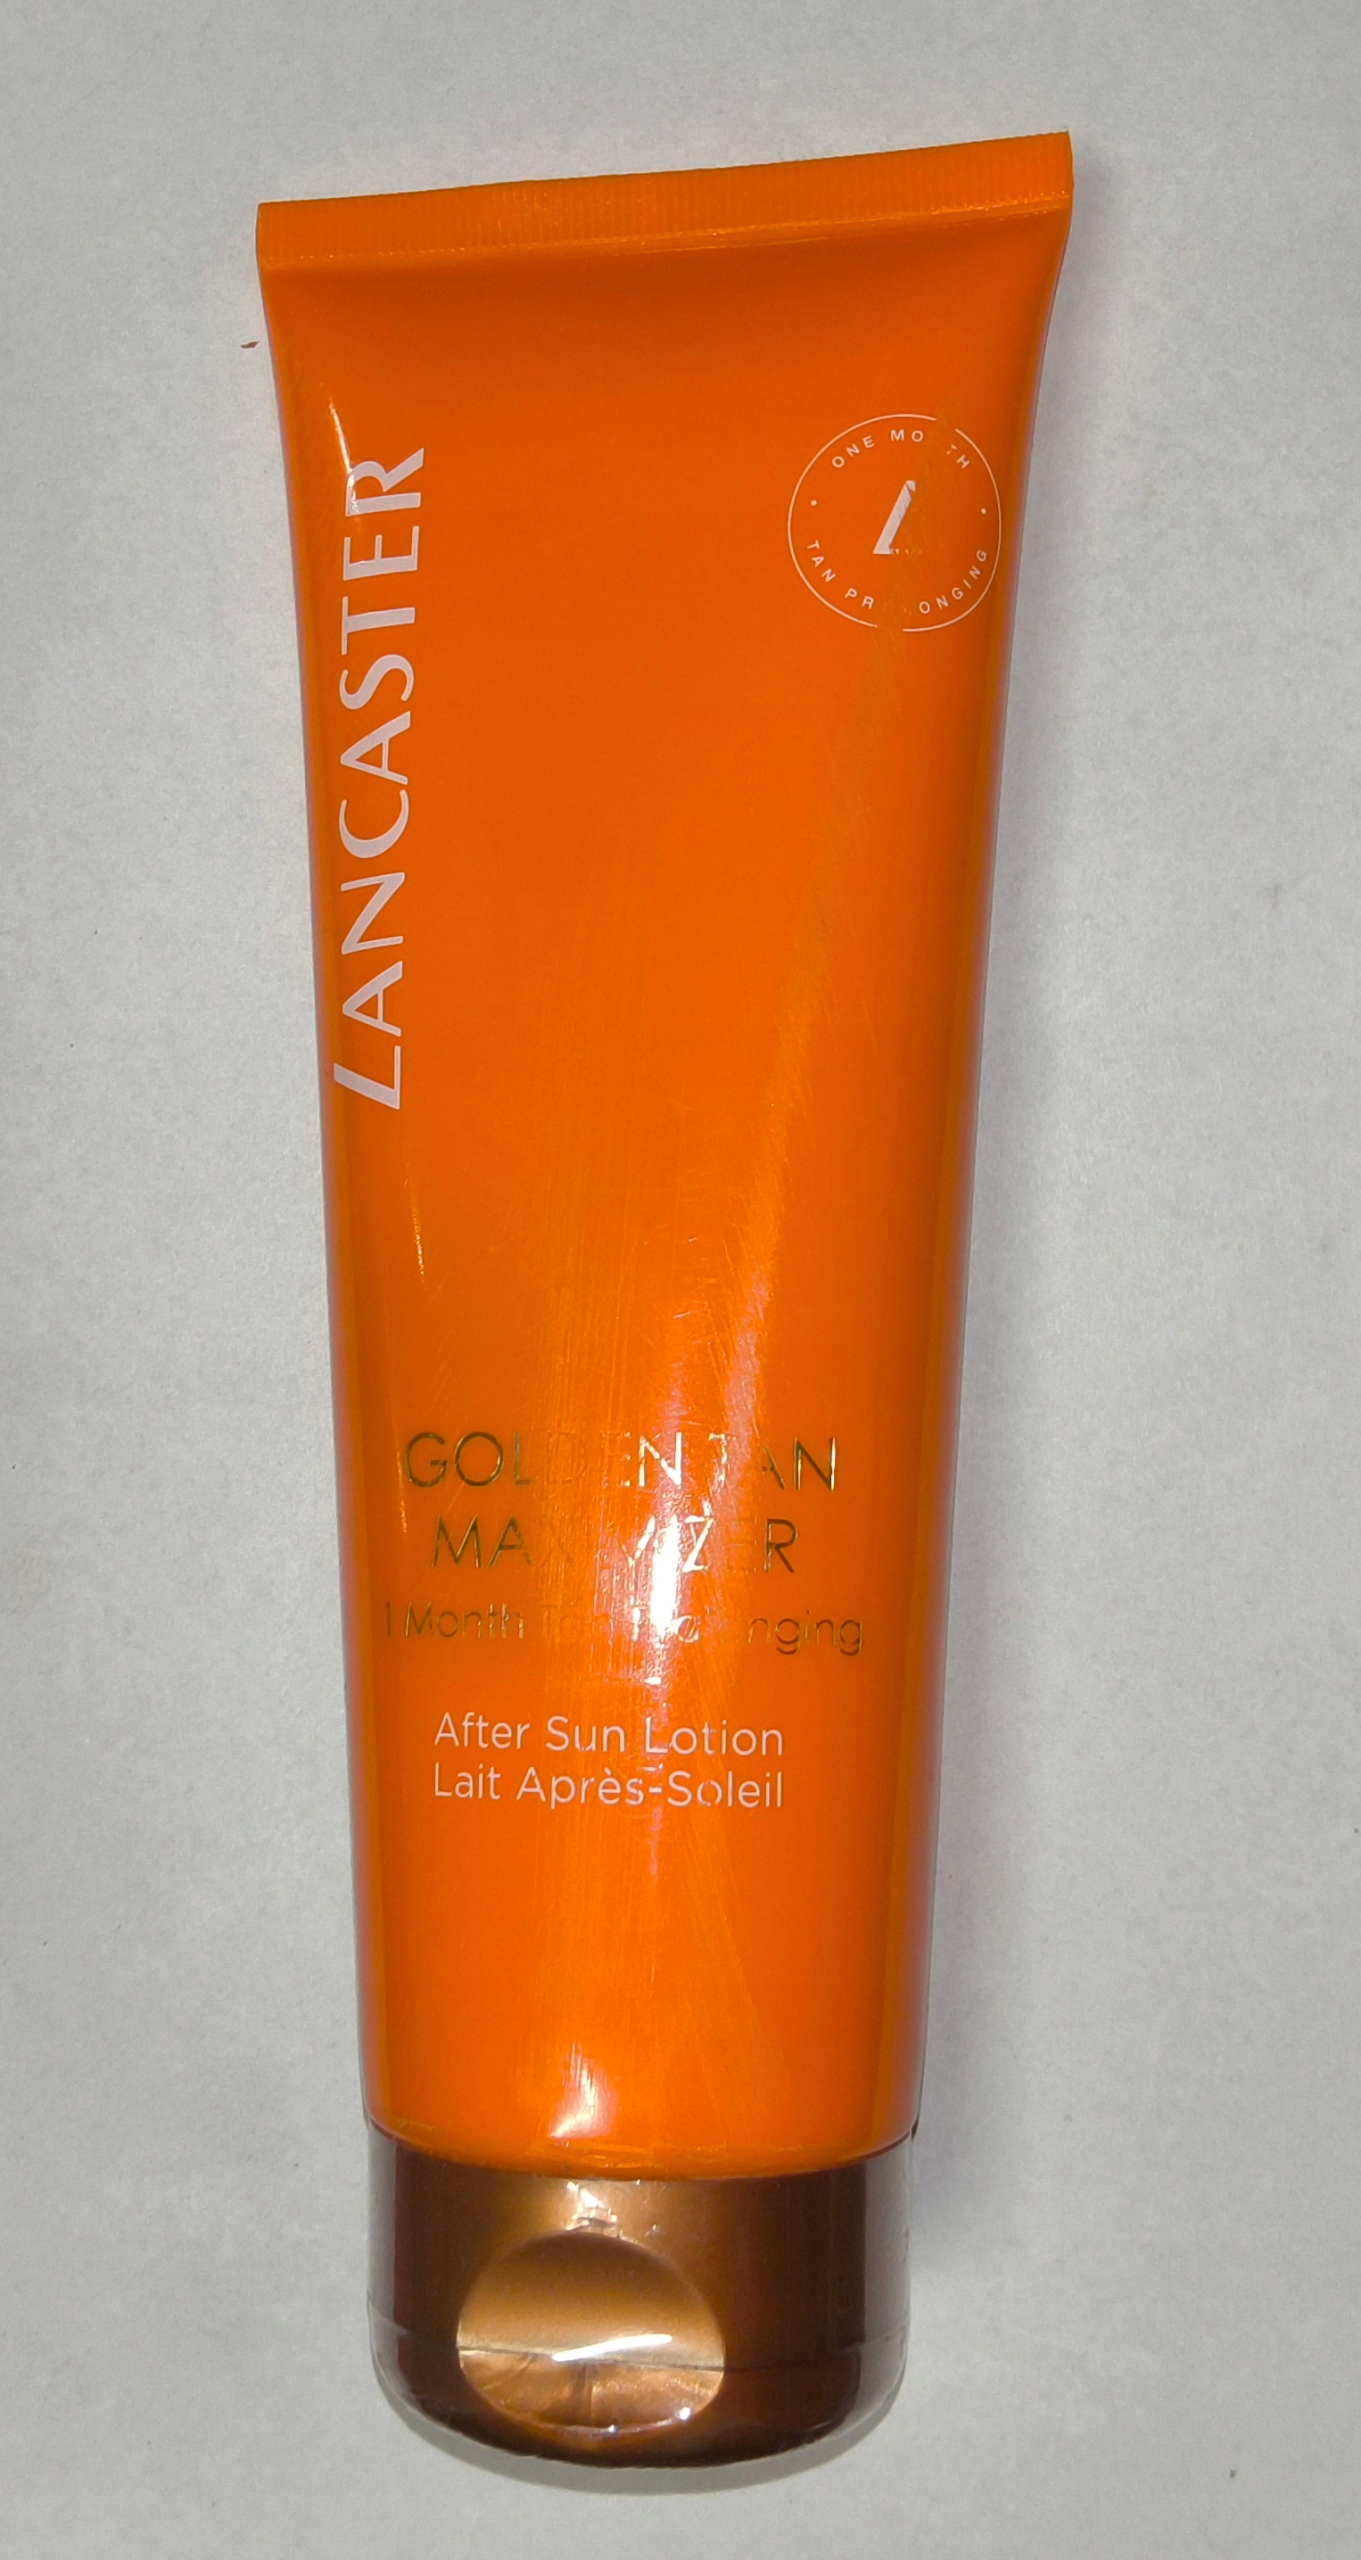 LANCASTER
ONE MONTH
TAN PROLONGING
GOLDEN TAN
MAXIMIZER
1 Month Tan Prolonging
After Sun Lotion
Lait Après-Soleil